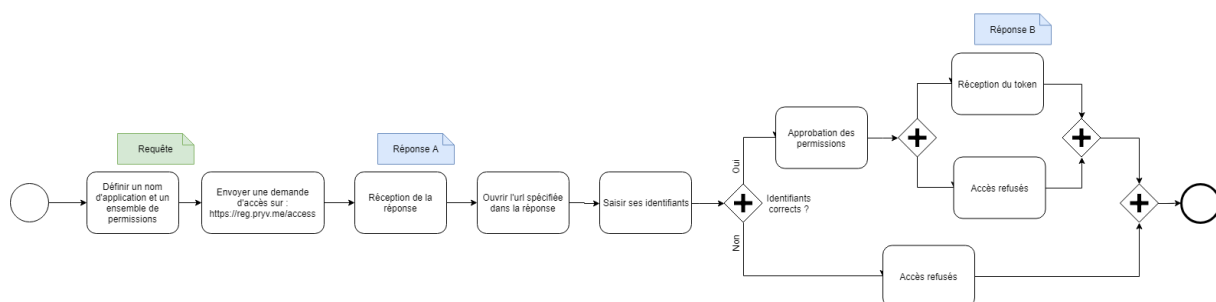 Requête
Définir un nom
d'application et un
ensemble de
permissions
Envoyer une demande
d'accès sur :
https://reg.pryv.me/access
Réponse A
Réception de la
réponse
Ouvrir l'url spécifiée
dans la réponse
Saisir ses identifiants
Identifiants
corrects ?
Oui
Non
Approbation des
permissions
Réponse B
Réception du token
Accès refusés
Accès refusés